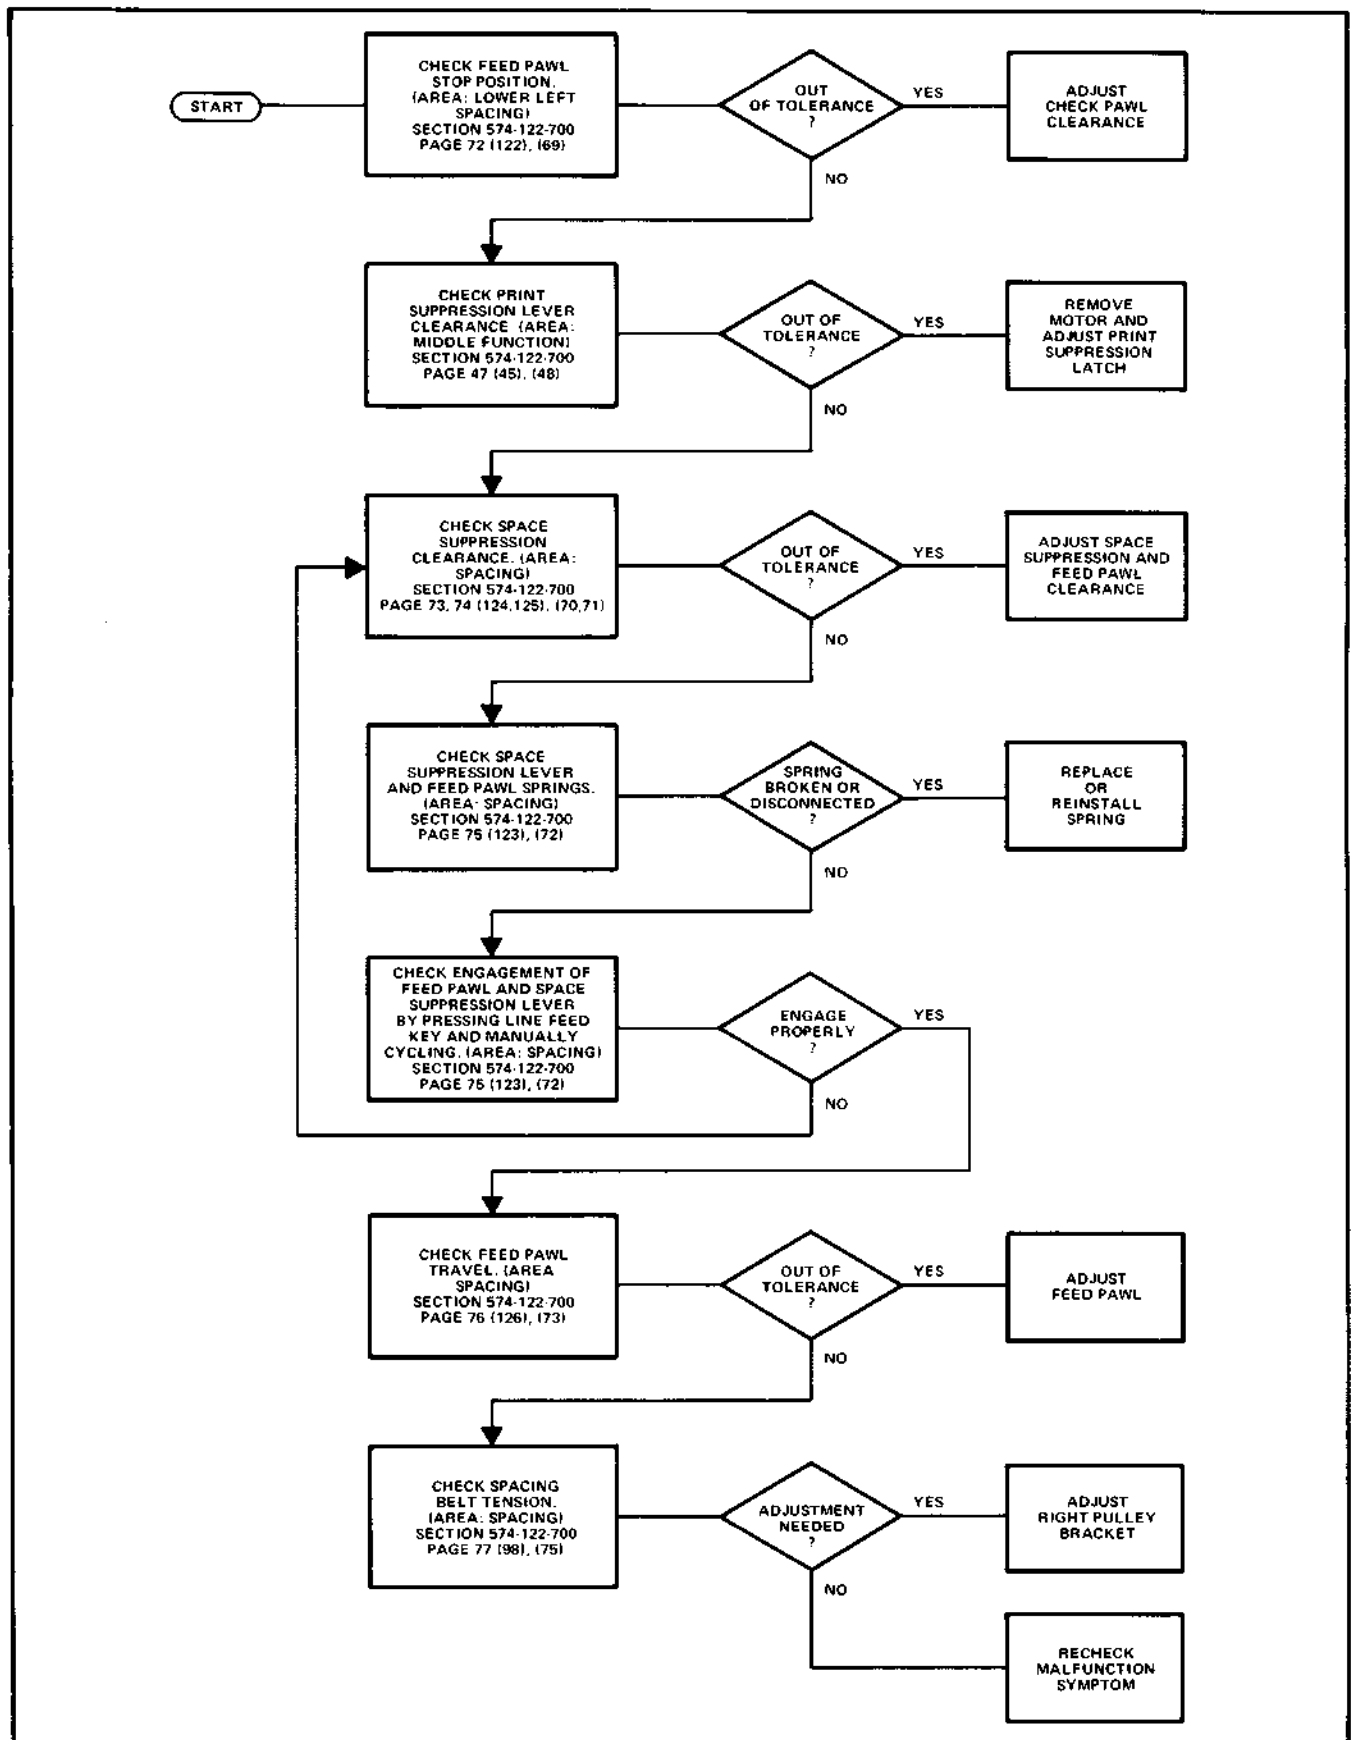 START
CHECK FEED PAWL
STOP POSITION.
(AREA: LOWER LEFT
SPACING)
SECTION 574-122-700
PAGE 72 (122), (69)
OUT
OF TOLERANCE
?
YES
ADJUST
CHECK PAWL
CLEARANCE
NO
CHECK PRINT
SUPPRESSION LEVER
CLEARANCE (AREA:
MIDDLE FUNCTION)
SECTION 574-122-700
PAGE 47 (45), (48)
OUT OF
TOLERANCE
?
YES
REMOVE
MOTOR AND
ADJUST PRINT
SUPPRESSION
LATCH
NO
CHECK SPACE
SUPPRESSION
CLEARANCE. (AREA:
SPACING)
SECTION 574-122-700
PAGE 73, 74 (124,125), (70,71)
OUT OF
TOLERANCE
?
YES
ADJUST SPACE
SUPPRESSION AND
FEED PAWL
CLEARANCE
NO
CHECK SPACE
SUPPRESSION LEVER
AND FEED PAWL SPRINGS.
(AREA: SPACING)
SECTION 574-122-700
PAGE 75 (123), (72)
SPRING
BROKEN OR
DISCONNECTED
?
YES
REPLACE
OR
REINSTALL
SPRING
NO
CHECK ENGAGEMENT OF
FEED PAWL AND SPACE
SUPPRESSION LEVER
BY PRESSING LINE FEED
KEY AND MANUALLY
CYCLING. (AREA: SPACING)
SECTION 574-122-700
PAGE 75 (123), (72)
ENGAGE
PROPERLY
?
YES
NO
CHECK FEED PAWL
TRAVEL. (AREA
SPACING)
SECTION 574-122-700
PAGE 76 (126), (73)
OUT OF
TOLERANCE
?
YES
ADJUST
FEED PAWL
NO
CHECK SPACING
BELT TENSION.
(AREA: SPACING)
SECTION 574-122-700
PAGE 77 (98), (75)
ADJUSTMENT
NEEDED
?
YES
ADJUST
RIGHT PULLEY
BRACKET
NO
RECHECK
MALFUNCTION
SYMPTOM